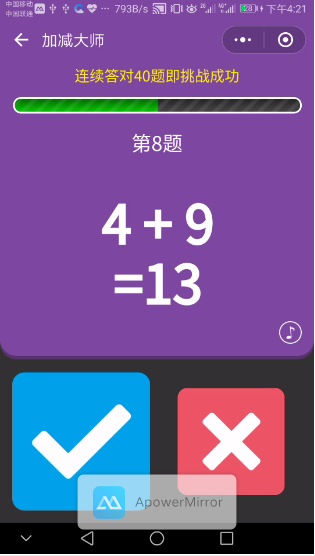 中国移动
中国联通
793B/s
下午4:21
加减大师
连续答对40题即挑战成功
第8题
4+9
=13
ApowerMirror